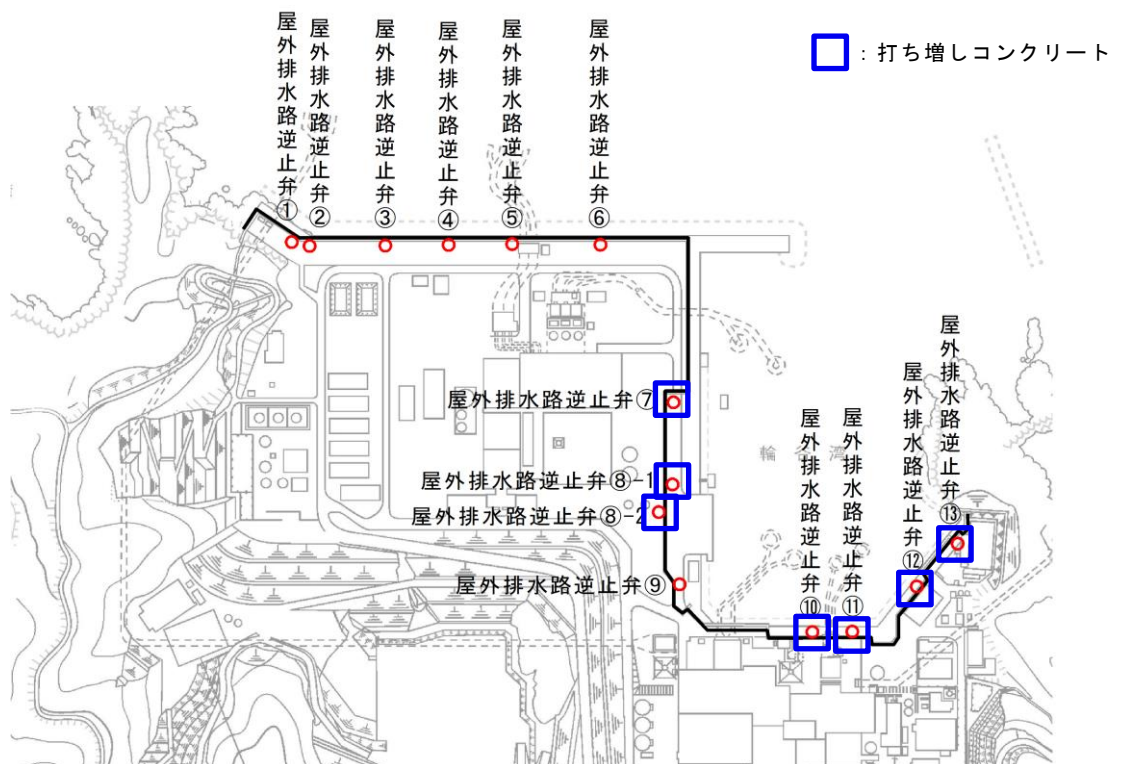 屋外排水路逆止弁①
屋外排水路逆止弁②
屋外排水路逆止弁③
屋外排水路逆止弁④
屋外排水路逆止弁⑤
屋外排水路逆止弁⑥
：打ち増しコンクリート
屋外排水路逆止弁⑦
屋外排水路逆止弁⑧-1
屋外排水路逆止弁⑧-2
屋外排水路逆止弁⑨
屋外排水路逆止弁⑩
屋外排水路逆止弁⑪
屋外排水路逆止弁⑫
屋外排水路逆止弁⑬
輪谷湾